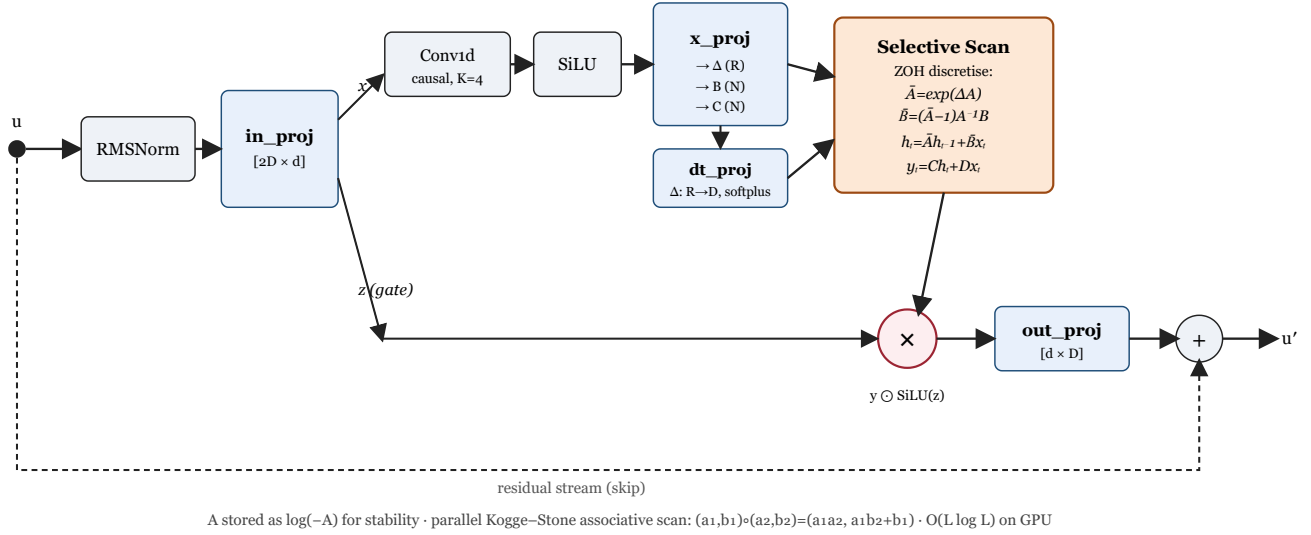 u
RMSNorm
in_proj
[2D × d]
x
z (gate)
Conv1d
causal, K=4
SiLU
x_proj
→ Δ (R)
→ B (N)
→ C (N)
dt_proj
Δ: R→D, softplus
Selective Scan
ZOH discretise:
Ā=exp(ΔA)
B̄=(Ā−1)A⁻¹B
hₜ=Āhₜ₋₁+B̄xₜ
yₜ=Chₜ+Dxₜ
×
y ⊙ SiLU(z)
out_proj
[d × D]
+
u′
residual stream (skip)
A stored as log(−A) for stability · parallel Kogge–Stone associative scan: (a₁,b₁)∘(a₂,b₂)=(a₁a₂, a₁b₂+b₁) · O(L log L) on GPU